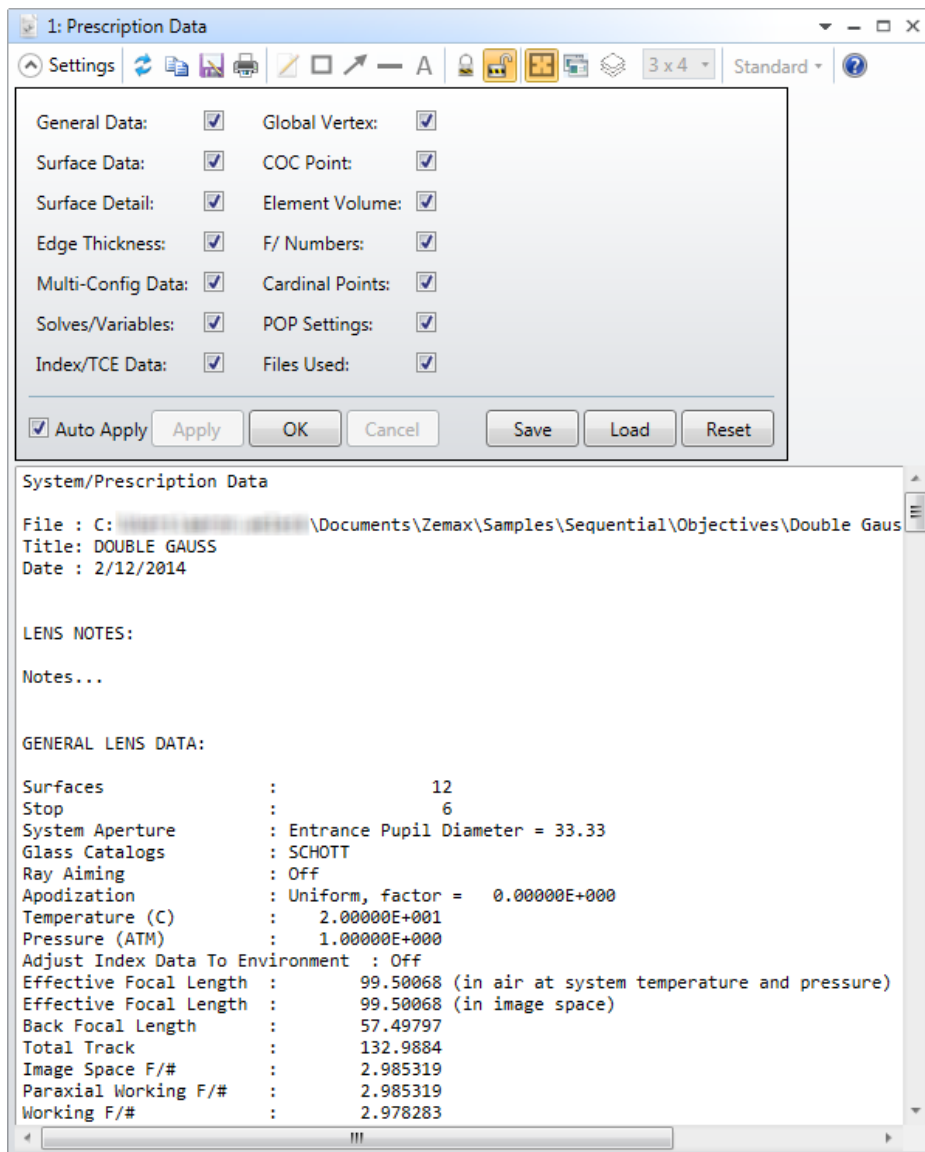 1: Prescription Data
Settings A 3 x 4 Standard
General Data: Global Vertex:
Surface Data: COC Point:
Surface Detail: Element Volume:
Edge Thickness: F/ Numbers:
Multi-Config Data: Cardinal Points:
Solves/Variables: POP Settings:
Index/TCE Data: Files Used:
Auto Apply Apply OK Cancel Save Load Reset
System/Prescription Data
File : C: \Documents\Zemax\Samples\Sequential\Objectives\Double Gaus
Title: DOUBLE GAUSS
Date : 2/12/2014
LENS NOTES:
Notes...
GENERAL LENS DATA:
Surfaces : 12
Stop : 6
System Aperture : Entrance Pupil Diameter = 33.33
Glass Catalogs : SCHOTT
Ray Aiming : Off
Apodization : Uniform, factor = 0.00000E+000
Temperature (C) : 2.00000E+001
Pressure (ATM) : 1.00000E+000
Adjust Index Data To Environment : Off
Effective Focal Length : 99.50068 (in air at system temperature and pressure)
Effective Focal Length : 99.50068 (in image space)
Back Focal Length : 57.49797
Total Track : 132.9884
Image Space F/# : 2.985319
Paraxial Working F/# : 2.985319
Working F/# : 2.978283